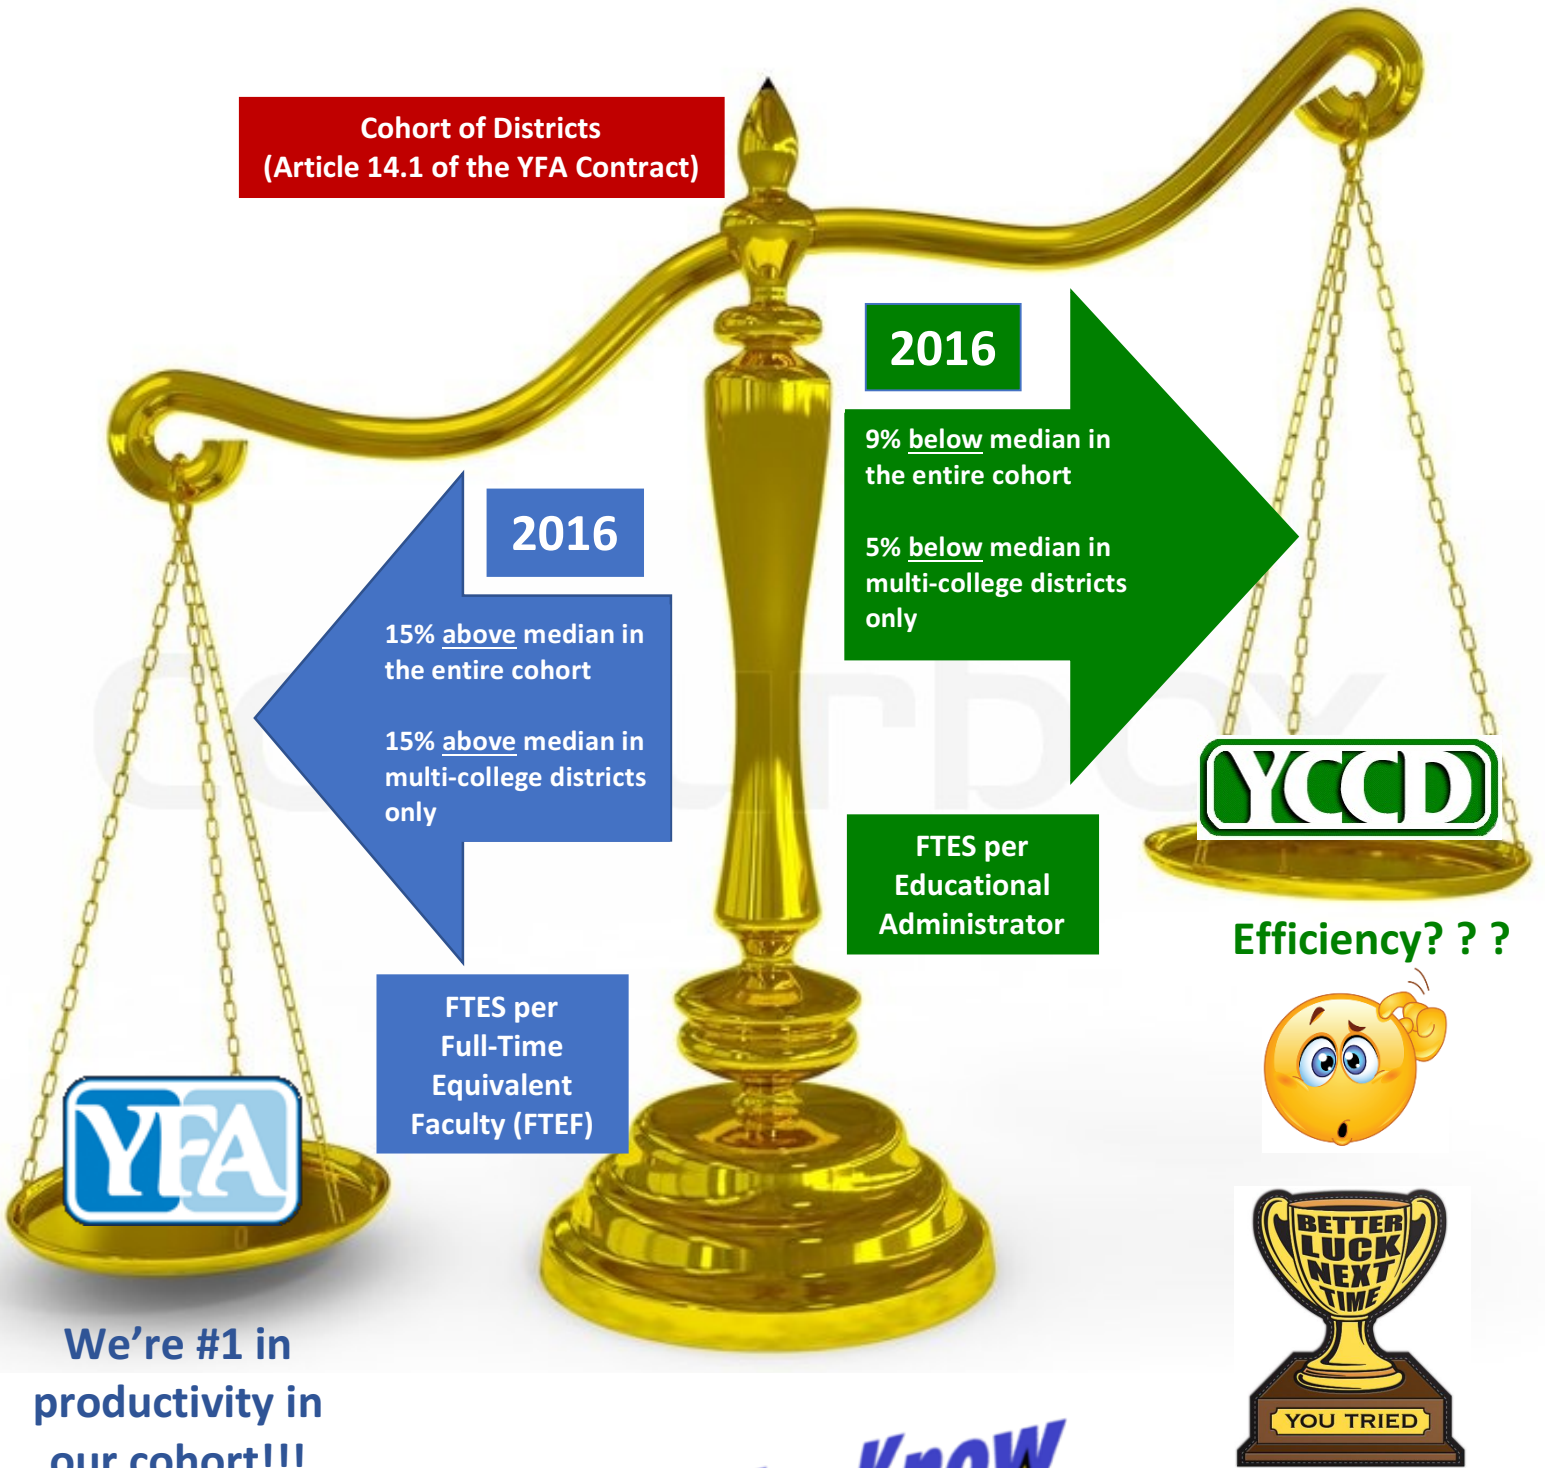 Cohort of Districts
(Article 14.1 of the YFA Contract)
2016
9% below median in
the entire cohort
5% below median in
multi-college districts
only
2016
15% above median in
the entire cohort
15% above median in
multi-college districts
only
YCCD
FTES per
Educational
Administrator
Efficiency? ? ?
FTES per
Full-Time
Equivalent
Faculty (FTEF)
YFA
BETTER
LUCK
NEXT
TIME
YOU TRIED
We're #1 in
productivity in
our cohort!!!
Know